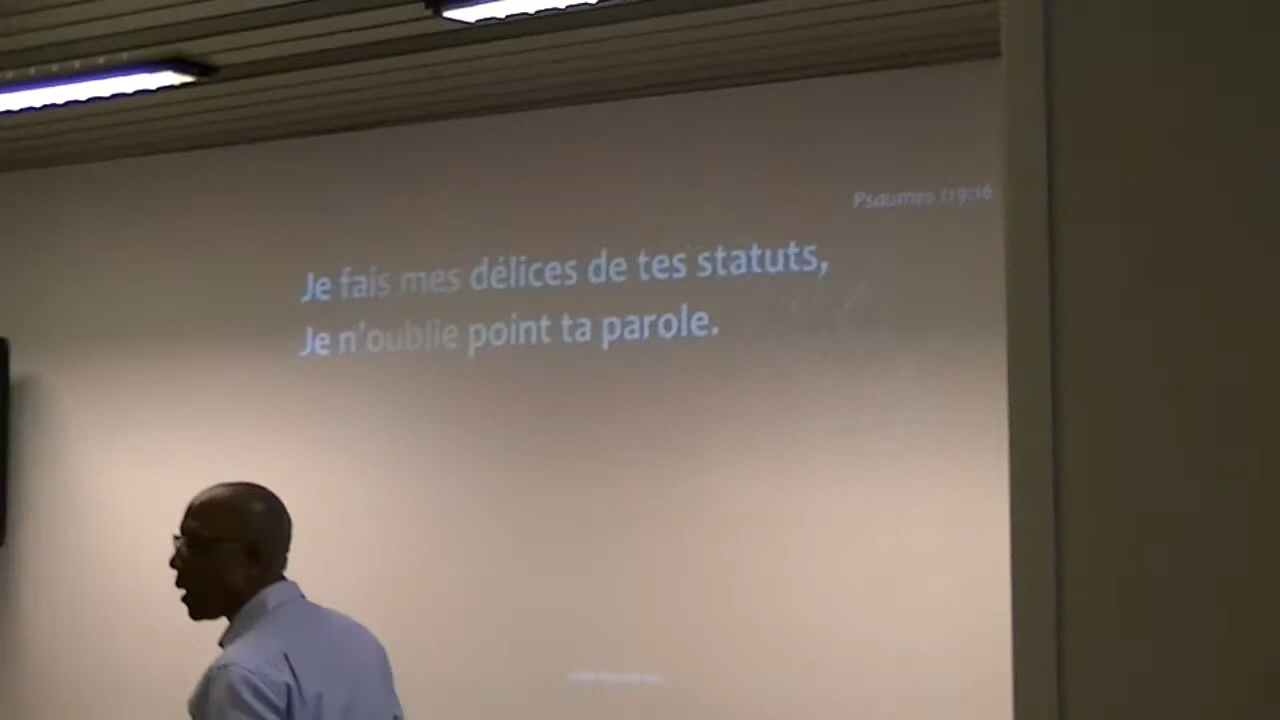 Psaumes 119:16
Je fais mes délices de tes statuts,
Je n'oublie point ta parole.